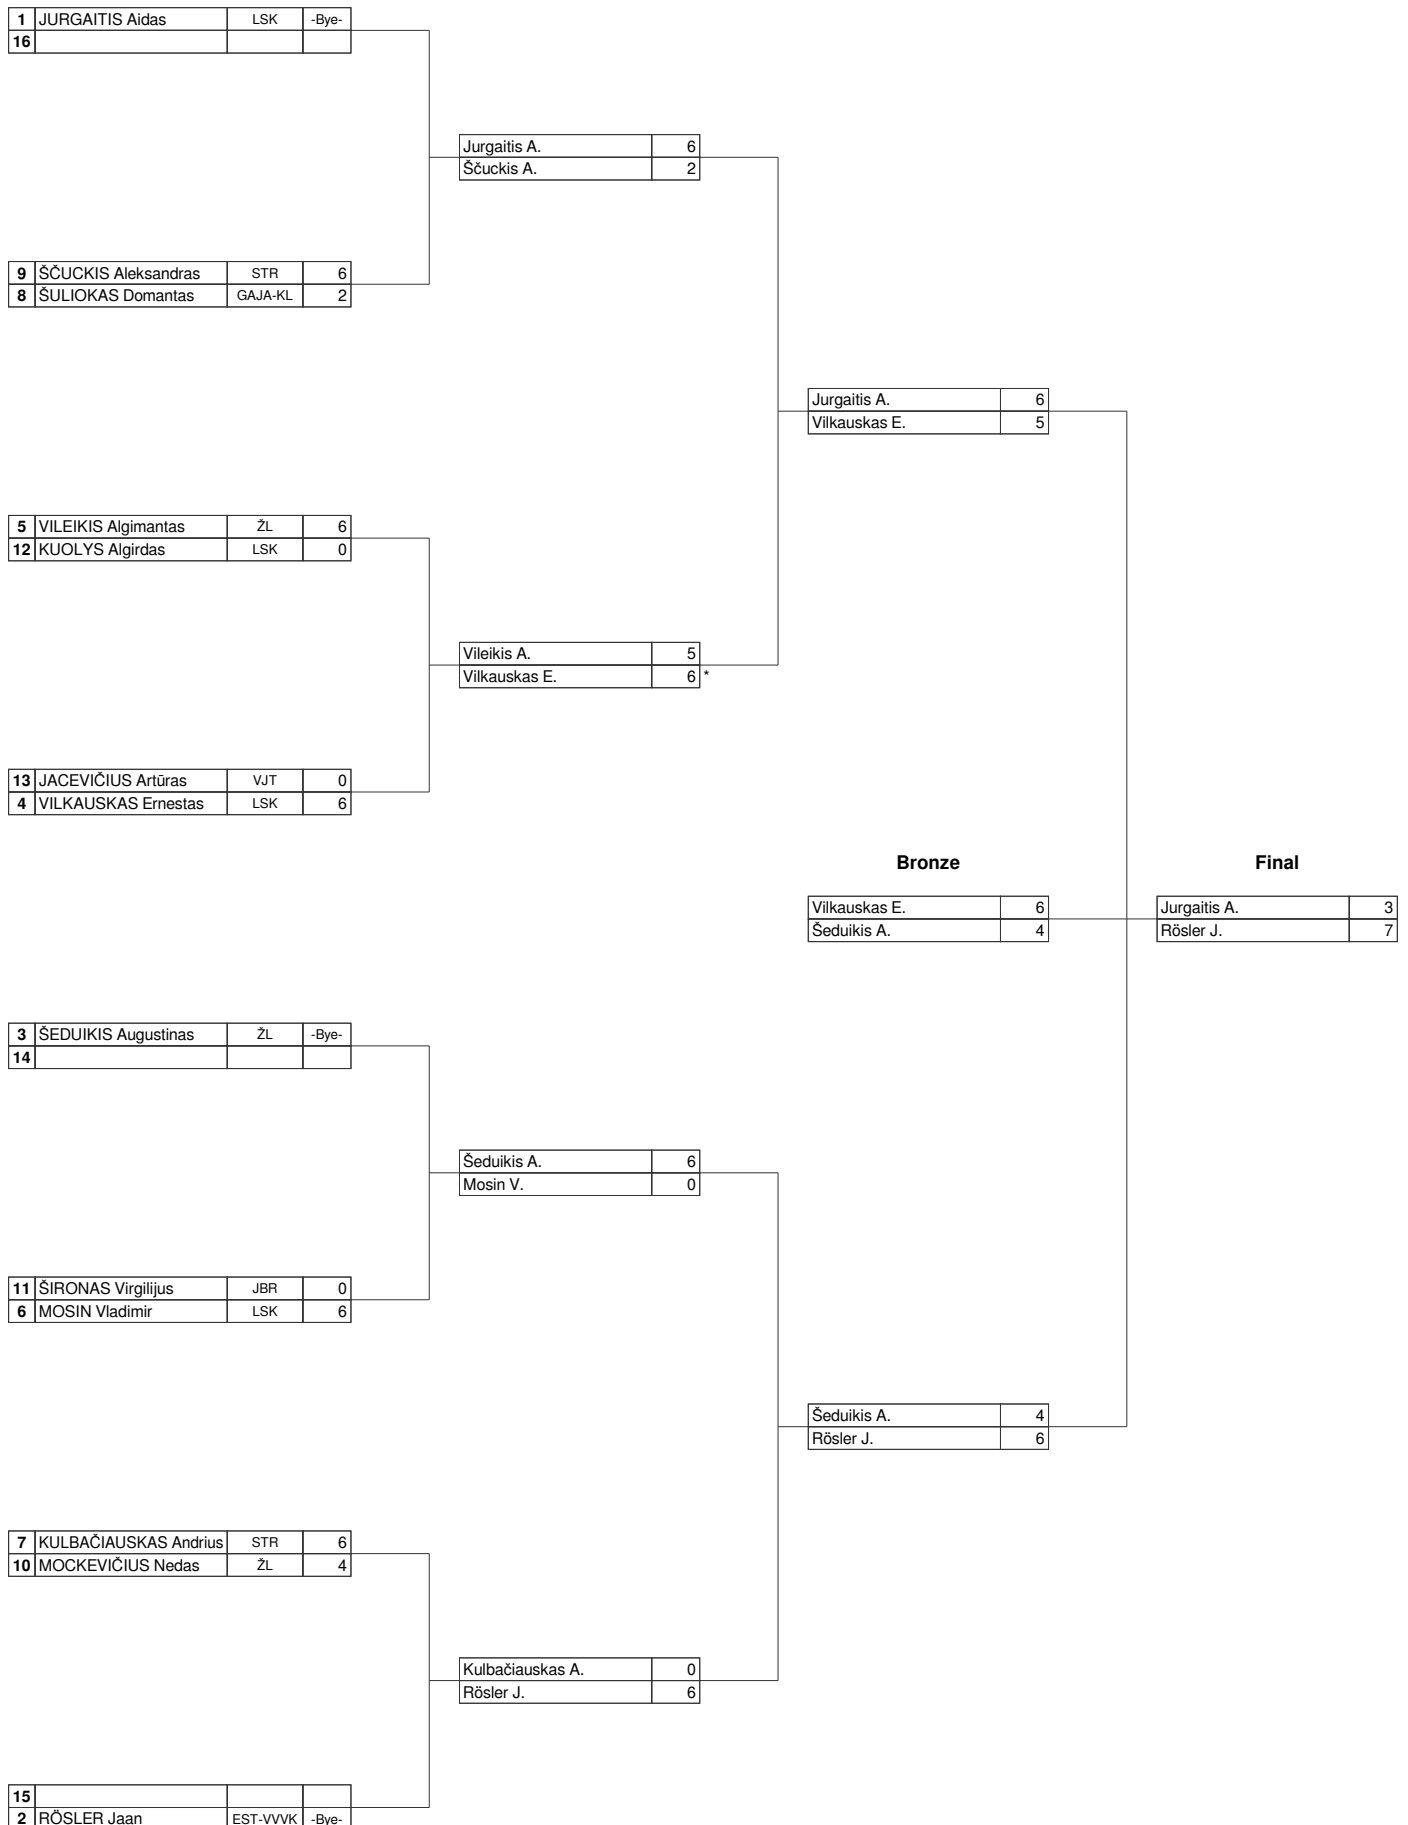 1 JURGAITIS Aidas LSK -Bye-
16
Jurgaitis A. 6
Ščuckis A. 2
9 ŠČUCKIS Aleksandras STR 6
8 ŠULIOKAS Domantas GAJA-KL 2
Jurgaitis A. 6
Vilkauskas E. 5
5 VILEIKIS Algimantas ŽL 6
12 KUOLYS Algirdas LSK 0
Vileikis A. 5
Vilkauskas E. 6 *
13 JACEVIČIUS Artūras VJT 0
4 VILKAUSKAS Ernestas LSK 6
Bronze Final
Vilkauskas E. 6 Jurgaitis A. 3
Šeduikis A. 4 Rösler J. 7
3 ŠEDUIKIS Augustinas ŽL -Bye-
14
Šeduikis A. 6
Mosin V. 0
11 ŠIRONAS Virgilijus JBR 0
6 MOSIN Vladimir LSK 6
Šeduikis A. 4
Rösler J. 6
7 KULBAČIAUSKAS Andrius STR 6
10 MOCKEVIČIUS Nedas ŽL 4
Kulbačiauskas A. 0
Rösler J. 6
15
2 RÖSLER Jaan EST-VVVK -Bye-